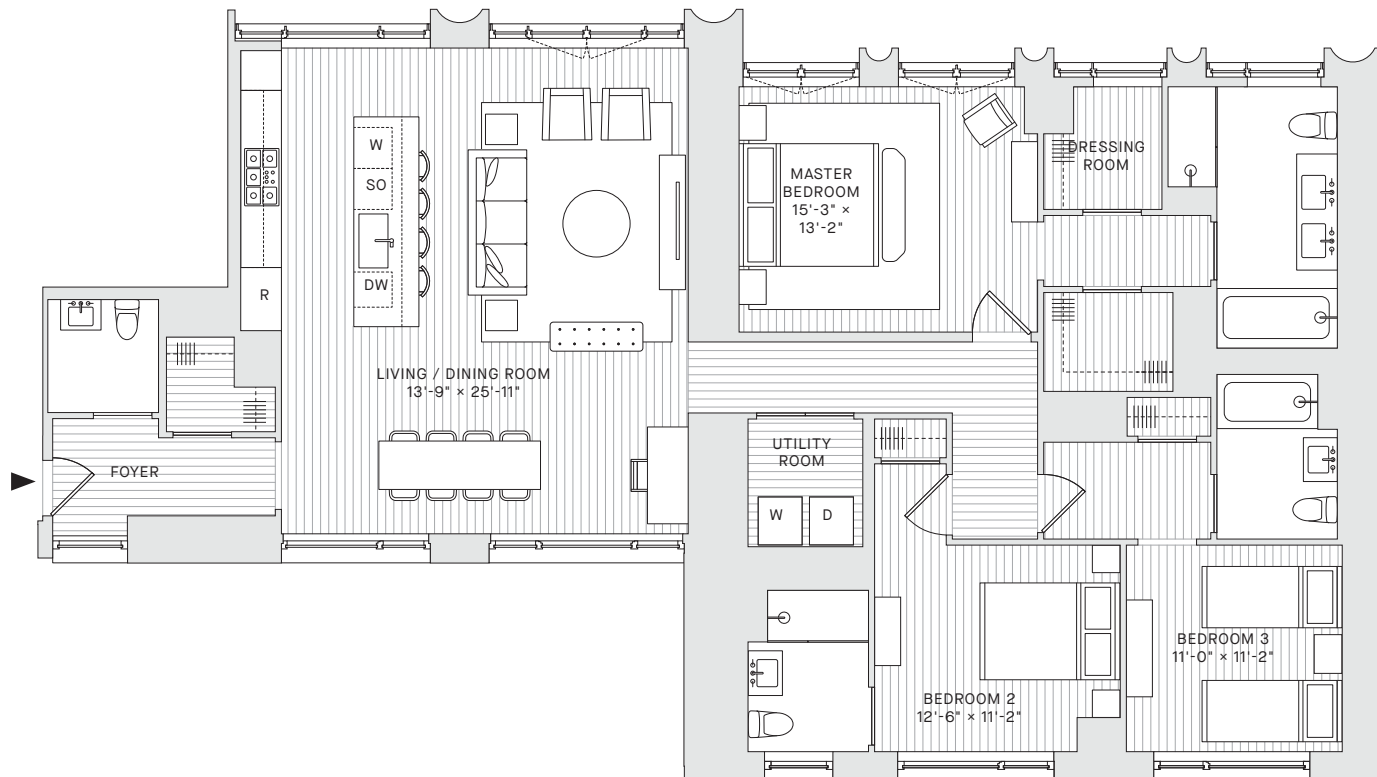 W
SO
DW
R
LIVING / DINING ROOM
13'-9" × 25'-11"
FOYER
MASTER
BEDROOM
15'-3" ×
13'-2"
DRESSING
ROOM
UTILITY
ROOM
W
D
BEDROOM 2
12'-6" × 11'-2"
BEDROOM 3
11'-0" × 11'-2"